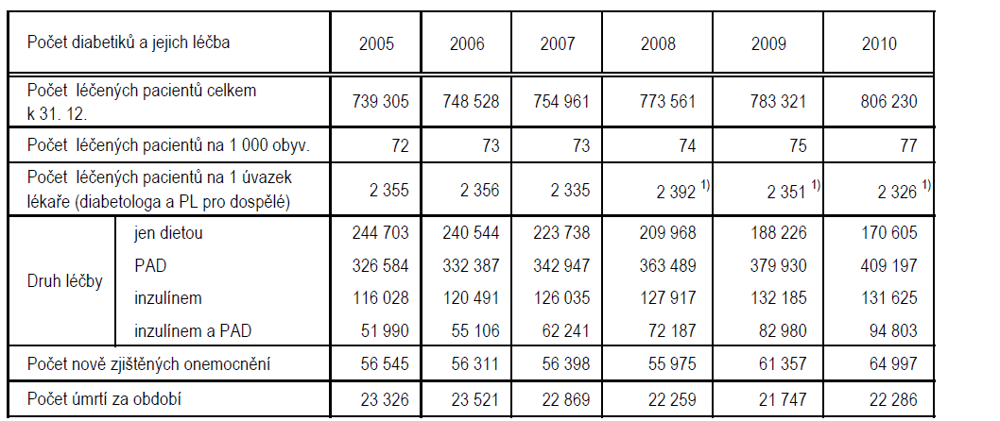 Počet diabetiků a jejich léčba 2005 2006 2007 2008 2009 2010
Počet léčených pacientů celkem
k 31. 12. 739 305 748 528 754 961 773 561 783 321 806 230
Počet léčených pacientů na 1 000 obyv. 72 73 73 74 75 77
Počet léčených pacientů na 1 úvazek
lékaře (diabetologa a PL pro dospělé) 2 355 2 356 2 335 2 392 1) 2 351 1) 2 326 1)
Druh léčby
jen dietou 244 703 240 544 223 738 209 968 188 226 170 605
PAD 326 584 332 387 342 947 363 489 379 930 409 197
inzulínem 116 028 120 491 126 035 127 917 132 185 131 625
inzulínem a PAD 51 990 55 106 62 241 72 187 82 980 94 803
Počet nově zjištěných onemocnění 56 545 56 311 56 398 55 975 61 357 64 997
Počet úmrtí za období 23 326 23 521 22 869 22 259 21 747 22 286